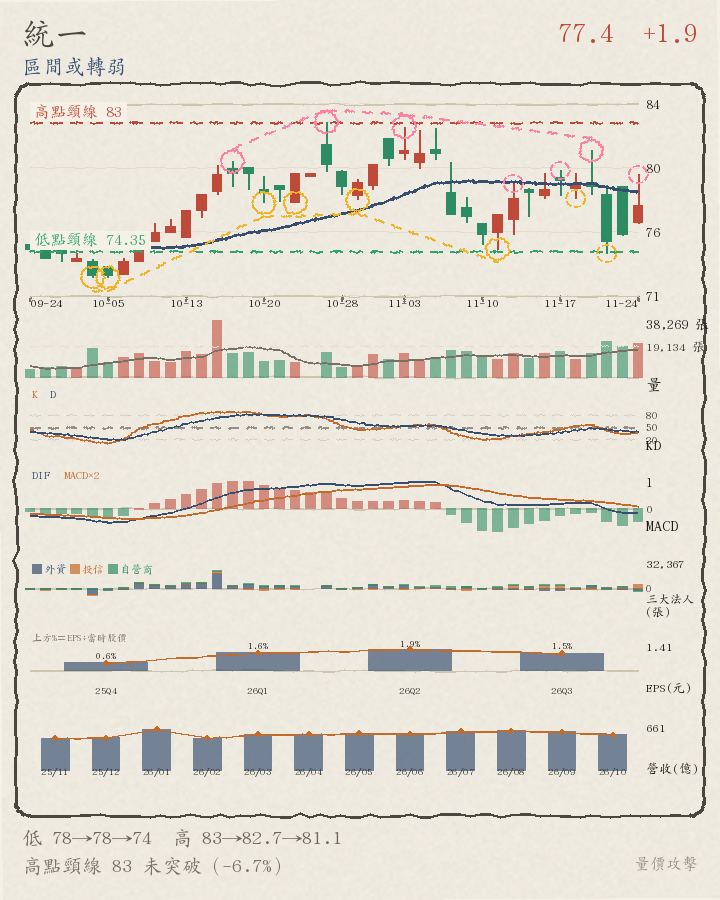 統一
77.4 +1.9
區間或轉弱
高點頸線 83
84
80
低點頸線 74.35
76
71
09-24 10-05 10-13 10-20 10-28 11-03 11-10 11-17 11-24
38,269 張
19,134 張
量
K D
80
50
20
KD
DIF MACD×2
1
0
MACD
外資 投信 自營商
32,367
0
三大法人
(張)
上方%=EPS÷當時股價
0.6% 1.6% 1.9% 1.5%
1.41
25Q4 26Q1 26Q2 26Q3
EPS(元)
661
25/11 25/12 26/01 26/02 26/03 26/04 26/05 26/06 26/07 26/08 26/09 26/10
營收(億)
低 78→78→74 高 83→82.7→81.1
高點頸線 83 未突破 (-6.7%)
量價攻擊